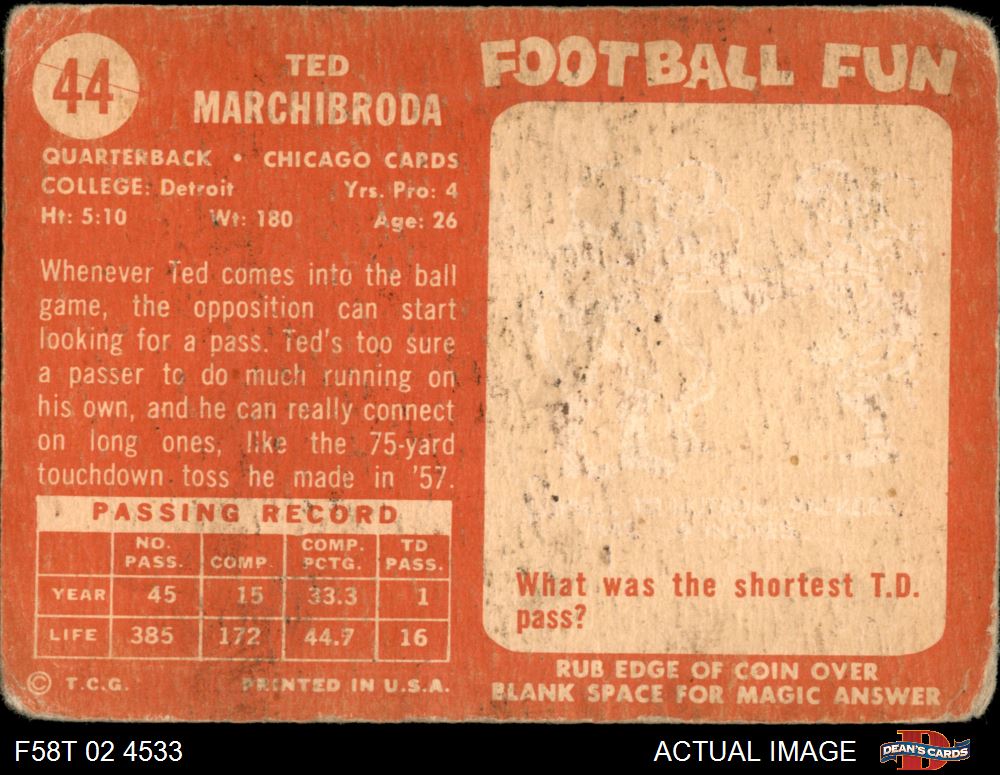 44
TED
MARCHIBRODA
QUARTERBACK • CHICAGO CARDS
COLLEGE: Detroit Yrs. Pro: 4
Ht: 5:10 Wt: 180 Age: 26
Whenever Ted comes into the ball
game, the opposition can start
looking for a pass. Ted's too sure
a passer to do much running on
his own, and he can really connect
on long ones, like the 75-yard
touchdown toss he made in '57.
PASSING RECORD
NO. PASS. COMP. COMP. PCTG. TD PASS.
YEAR 45 15 33.3 1
LIFE 385 172 44.7 16
© T.C.G. PRINTED IN U.S.A.
FOOTBALL FUN
What was the shortest T.D.
pass?
RUB EDGE OF COIN OVER
BLANK SPACE FOR MAGIC ANSWER
F58T 02 4533 ACTUAL IMAGE DEAN'S CARDS